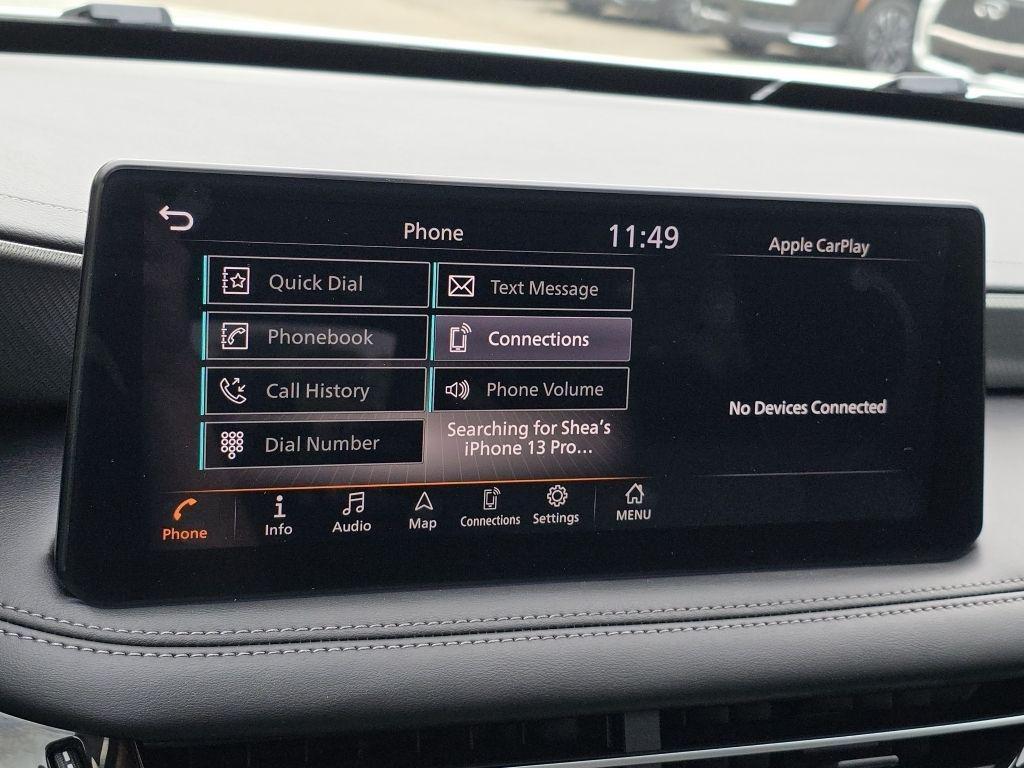 Phone
11:49
Apple CarPlay
Quick Dial
Text Message
Phonebook
Connections
Call History
Phone Volume
Dial Number
Searching for Shea's
iPhone 13 Pro...
No Devices Connected
Phone
Info
Audio
Map
Connections
Settings
MENU